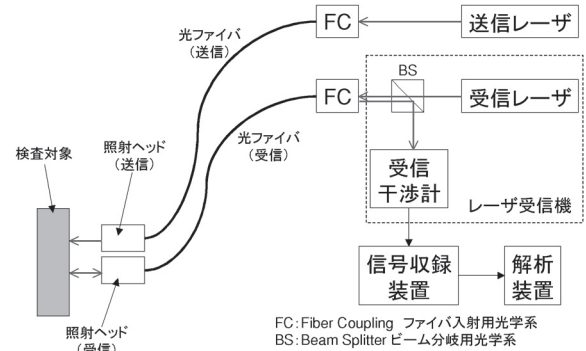 FC
送信レーザ
光ファイバ
（送信）
BS
FC
受信レーザ
光ファイバ
（受信）
検査対象
照射ヘッド
（送信）
受信
干渉計
レーザ受信機
信号収録
装置
解析
装置
照射ヘッド
（受信）
FC：Fiber Coupling ファイバ入射用光学系
BS：Beam Splitter ビーム分岐用光学系